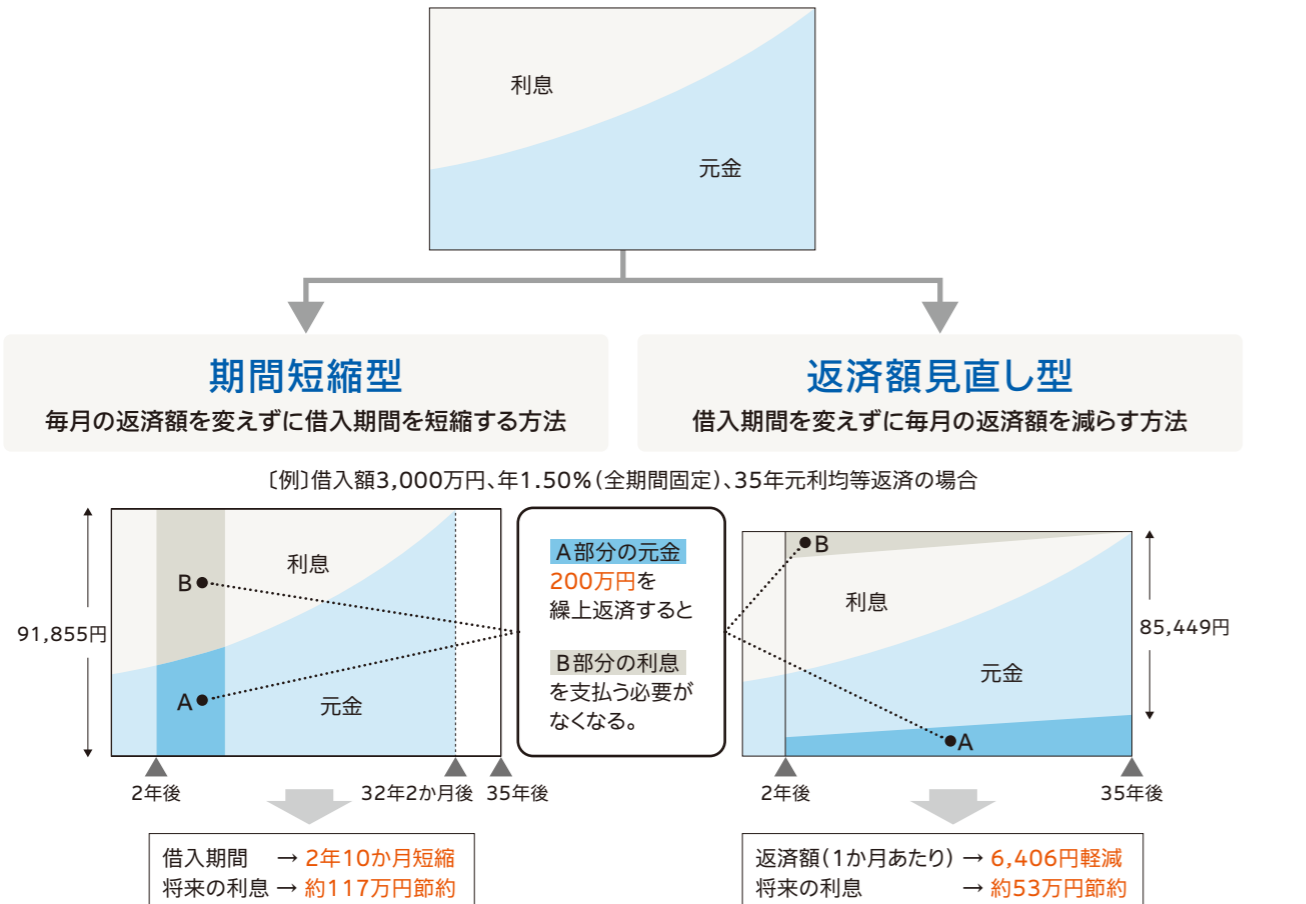 利息
元金
期間短縮型
毎月の返済額を変えずに借入期間を短縮する方法
返済額見直し型
借入期間を変えずに毎月の返済額を減らす方法
〔例〕借入額3,000万円、年1.50%(全期間固定)、35年元利均等返済の場合
91,855円
利息
B
A
元金
2年後
32年2か月後
35年後
A部分の元金
200万円を
繰上返済すると
B部分の利息
を支払う必要が
なくなる。
B
利息
元金
A
85,449円
2年後
35年後
借入期間 → 2年10か月短縮
将来の利息 → 約117万円節約
返済額(1か月あたり) → 6,406円軽減
将来の利息 → 約53万円節約